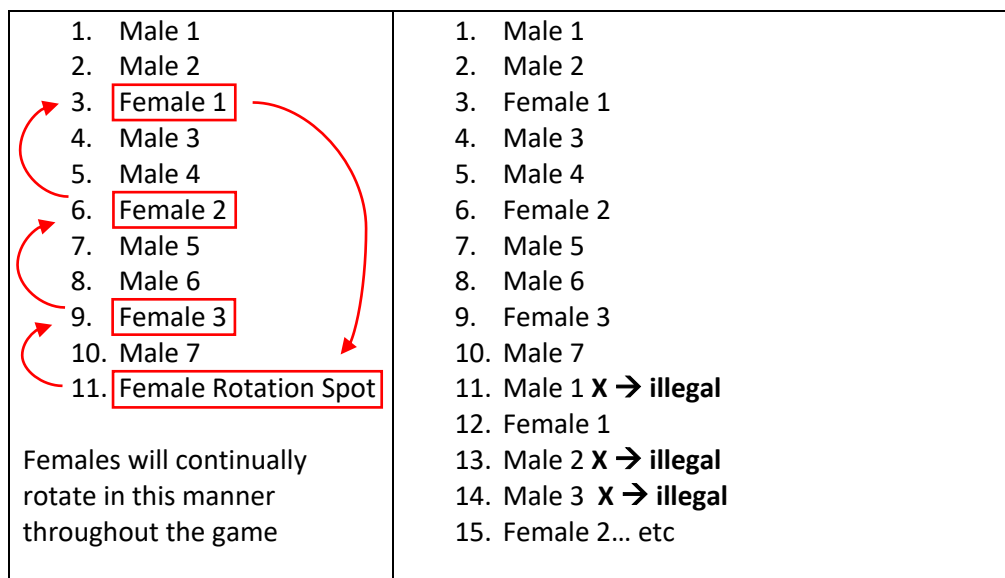 1. Male 1
2. Male 2
3. Female 1
4. Male 3
5. Male 4
6. Female 2
7. Male 5
8. Male 6
9. Female 3
10. Male 7
11. Female Rotation Spot
Females will continually
rotate in this manner
throughout the game
1. Male 1
2. Male 2
3. Female 1
4. Male 3
5. Male 4
6. Female 2
7. Male 5
8. Male 6
9. Female 3
10. Male 7
11. Male 1 X → illegal
12. Female 1
13. Male 2 X → illegal
14. Male 3 X → illegal
15. Female 2… etc